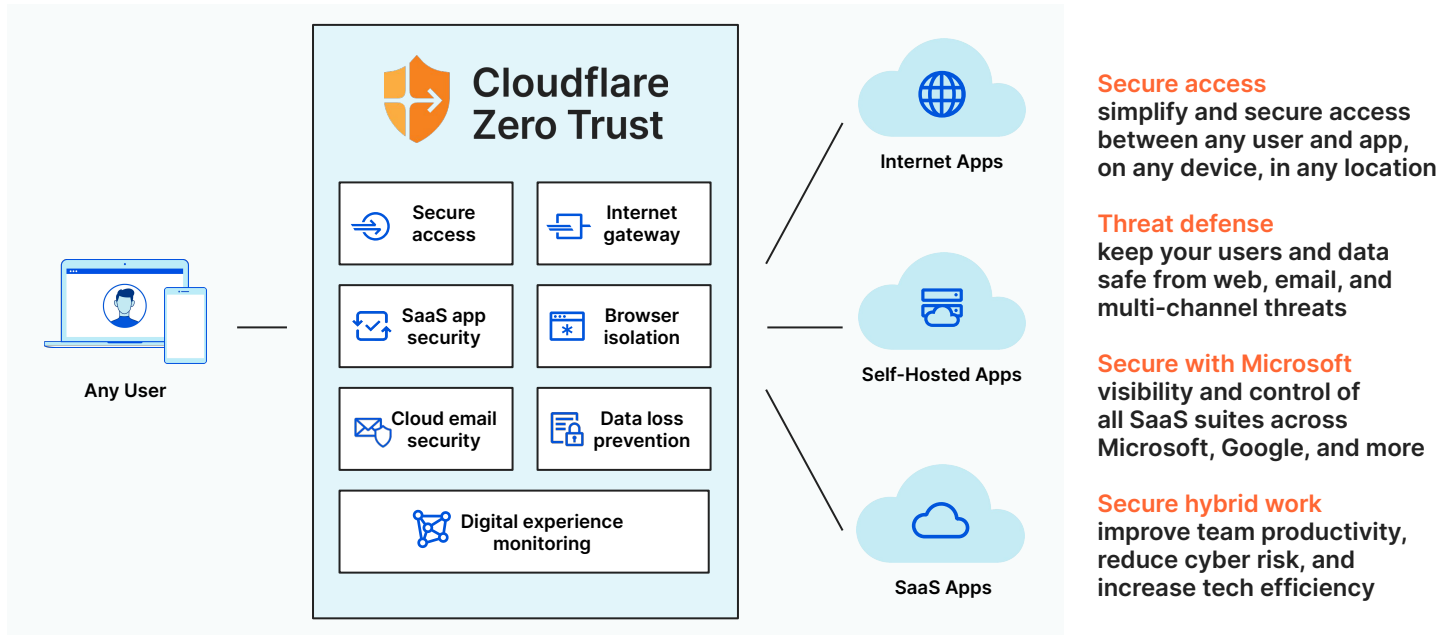 Cloudflare
Zero Trust
Secure
access
Internet
gateway
SaaS app
security
Browser
isolation
Cloud email
security
Data loss
prevention
Digital experience
monitoring
Any User
Internet Apps
Self-Hosted Apps
SaaS Apps
Secure access
simplify and secure access
between any user and app,
on any device, in any location
Threat defense
keep your users and data
safe from web, email, and
multi-channel threats
Secure with Microsoft
visibility and control of
all SaaS suites across
Microsoft, Google, and more
Secure hybrid work
improve team productivity,
reduce cyber risk, and
increase tech efficiency